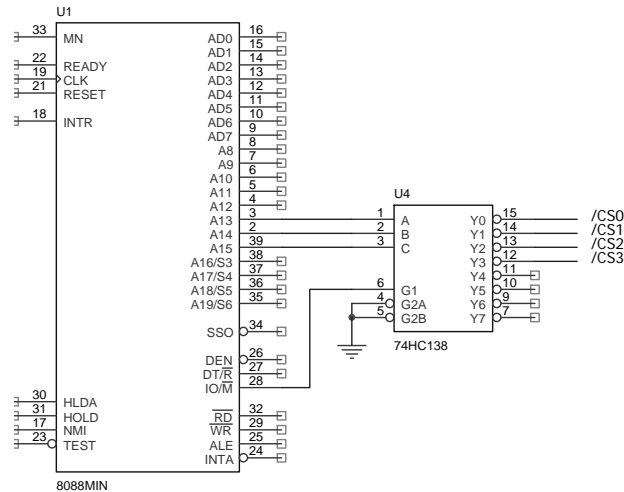 U1
33 MN
22 READY
19 CLK
21 RESET
18 INTR
30 HLDA
31 HOLD
17 NMI
23 TEST
AD0 16
AD1 15
AD2 14
AD3 13
AD4 12
AD5 11
AD6 10
AD7 9
A8 8
A9 7
A10 6
A11 5
A12 4
A13 3
A14 2
A15 39
A16/S3 38
A17/S4 37
A18/S5 36
A19/S6 35
SSO 34
DEN 26
DT/R 27
IO/M 28
RD 32
WR 29
ALE 25
INTA 24
8088MIN
U4
1 A
2 B
3 C
6 G1
4 G2A
5 G2B
Y0 15 /CS0
Y1 14 /CS1
Y2 13 /CS2
Y3 12 /CS3
Y4 11
Y5 10
Y6 9
Y7 7
74HC138